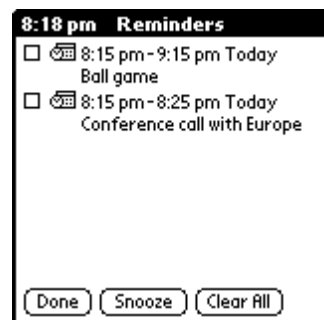 8:18 pm Reminders
8:15 pm-9:15 pm Today
Ball game
8:15 pm-8:25 pm Today
Conference call with Europe
Done Snooze Clear All